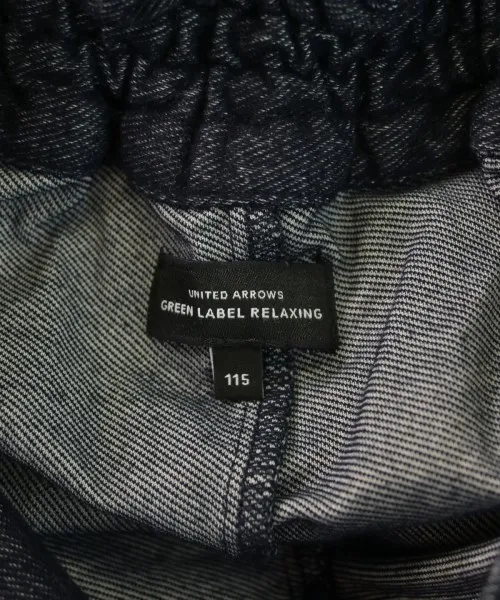 UNITED ARROWS
GREEN LABEL RELAXING
115